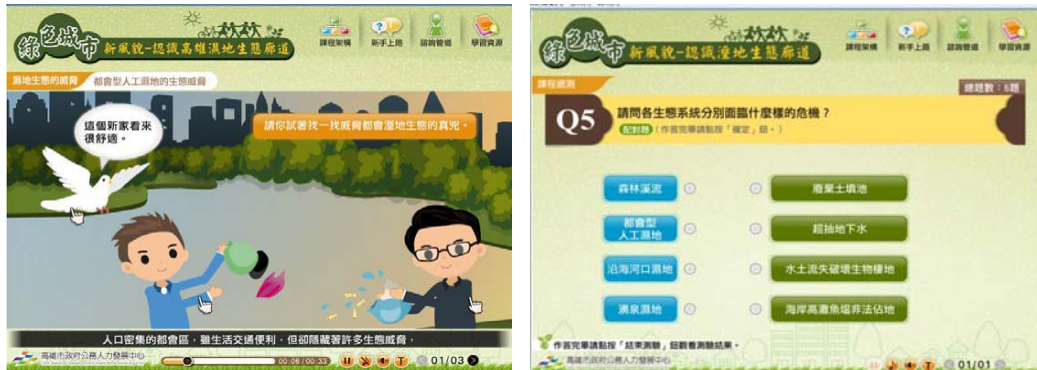 綠色城市
新風貌-認識高雄濕地生態廊道
課程架構
新手上路
諮詢管道
學習資源
濕地生態的威脅
都會型人工濕地的生態威脅
這個新家看來
很舒適。
請你試著找一找威脅都會溼地生態的真兇。
人口密集的都會區，雖生活交通便利，但卻隱藏著許多生態威脅，
高雄市政府公務人力發展中心
00:06/00:33
01/03
綠色城市
新風貌-認識溼地生態廊道
課程架構
新手上路
諮詢管道
學習資源
課程總測
總題數：5題
Q5
請問各生態系統分別面臨什麼樣的危機？
配對題（作答完畢請點按「確定」鈕。）
森林溪流
廢棄土填池
都會型
人工濕地
超抽地下水
沿海河口濕地
水土流失破壞生物棲地
湧泉濕地
海岸高灘魚塭非法佔地
作答完畢請點按「結束測驗」鈕觀看測驗結果。
高雄市政府公務人力發展中心
01/01